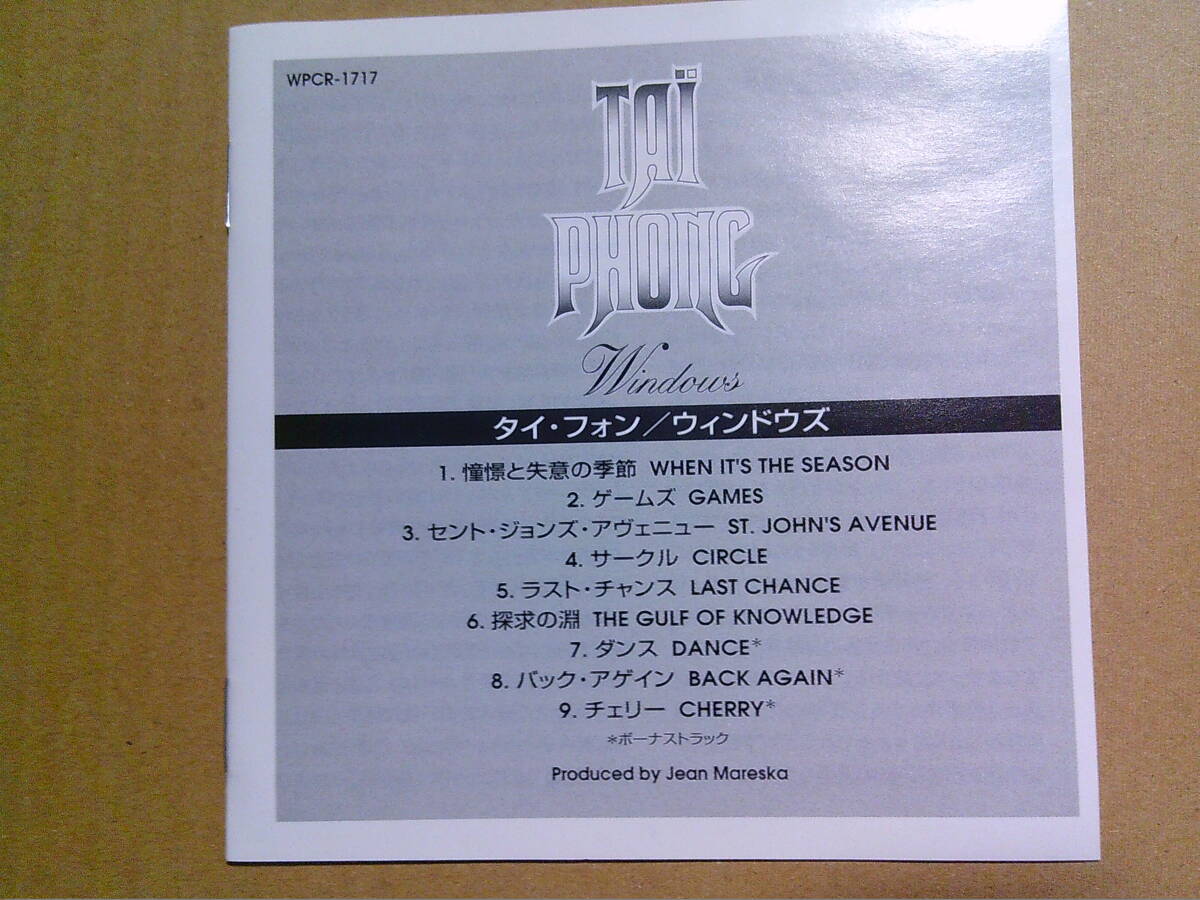 WPCR-1717
TAÏ
PHONG
Windows
タイ・フォン／ウィンドウズ
1. 憧憬と失意の季節 WHEN IT'S THE SEASON
2. ゲームズ GAMES
3. セント・ジョンズ・アヴェニュー ST. JOHN'S AVENUE
4. サークル CIRCLE
5. ラスト・チャンス LAST CHANCE
6. 探求の淵 THE GULF OF KNOWLEDGE
7. ダンス DANCE*
8. バック・アゲイン BACK AGAIN*
9. チェリー CHERRY*
*ボーナストラック
Produced by Jean Mareska